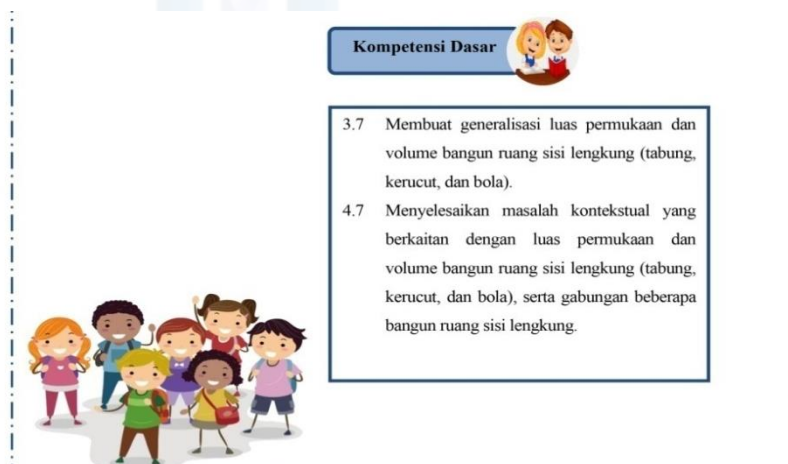 Kompetensi Dasar
3.7 Membuat generalisasi luas permukaan dan
volume bangun ruang sisi lengkung (tabung,
kerucut, dan bola).
4.7 Menyelesaikan masalah kontekstual yang
berkaitan dengan luas permukaan dan
volume bangun ruang sisi lengkung (tabung,
kerucut, dan bola), serta gabungan beberapa
bangun ruang sisi lengkung.